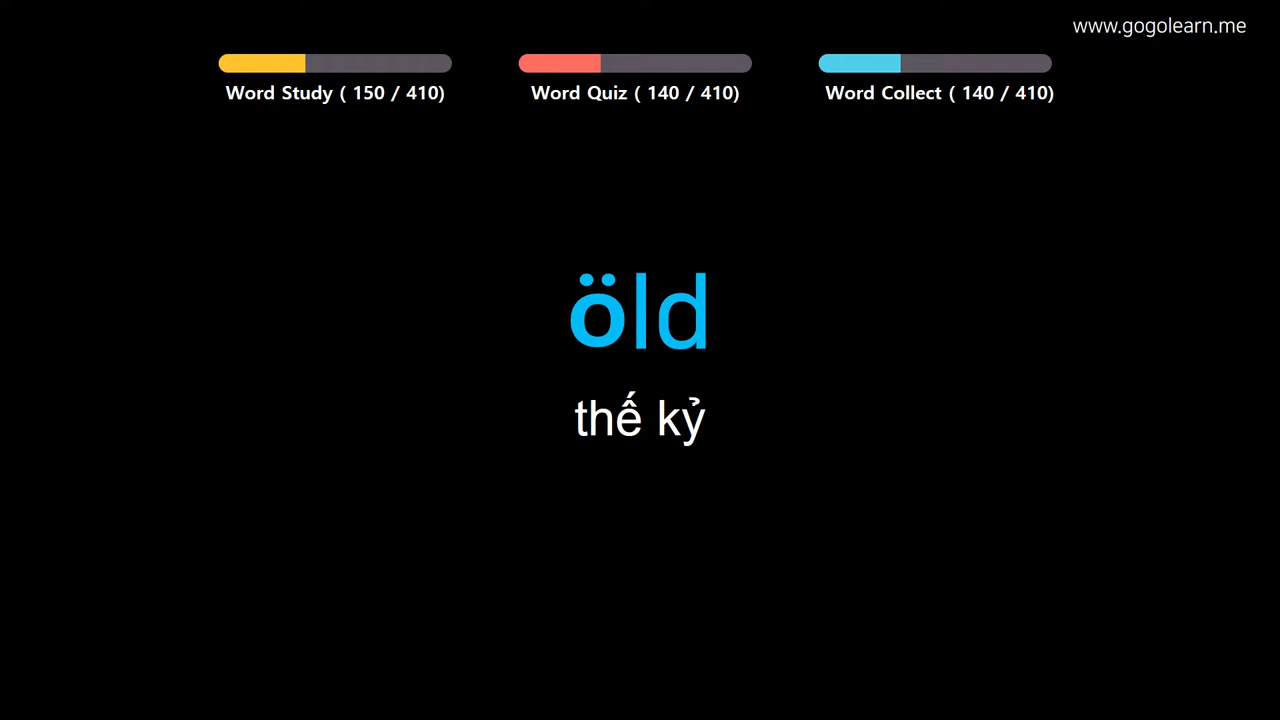 www.gogolearn.me
Word Study ( 150 / 410)
Word Quiz ( 140 / 410)
Word Collect ( 140 / 410)
öld
thế kỷ